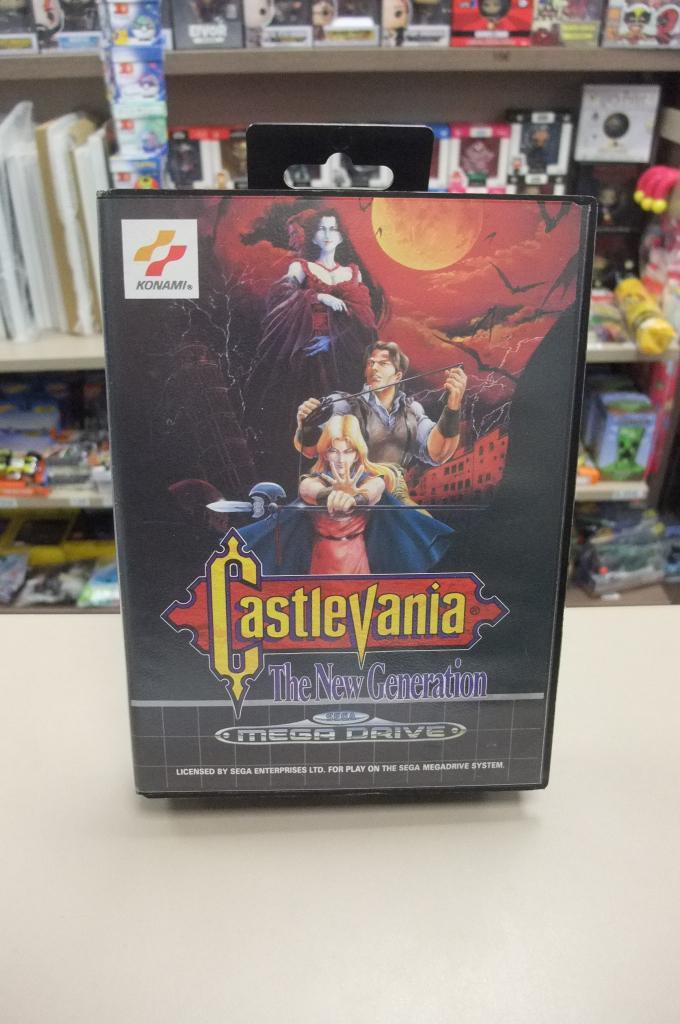 KONAMI®
Castlevania®
The New Generation
SEGA
MEGA DRIVE
LICENSED BY SEGA ENTERPRISES LTD. FOR PLAY ON THE SEGA MEGADRIVE SYSTEM.